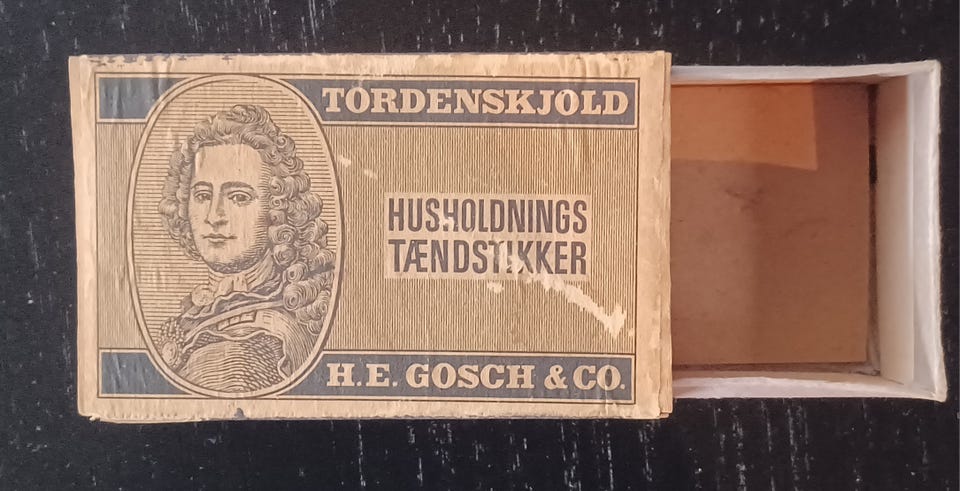 TORDENSKJOLD
HUSHOLDNINGS
TÆNDSTIKKER
H.E. GOSCH & CO.